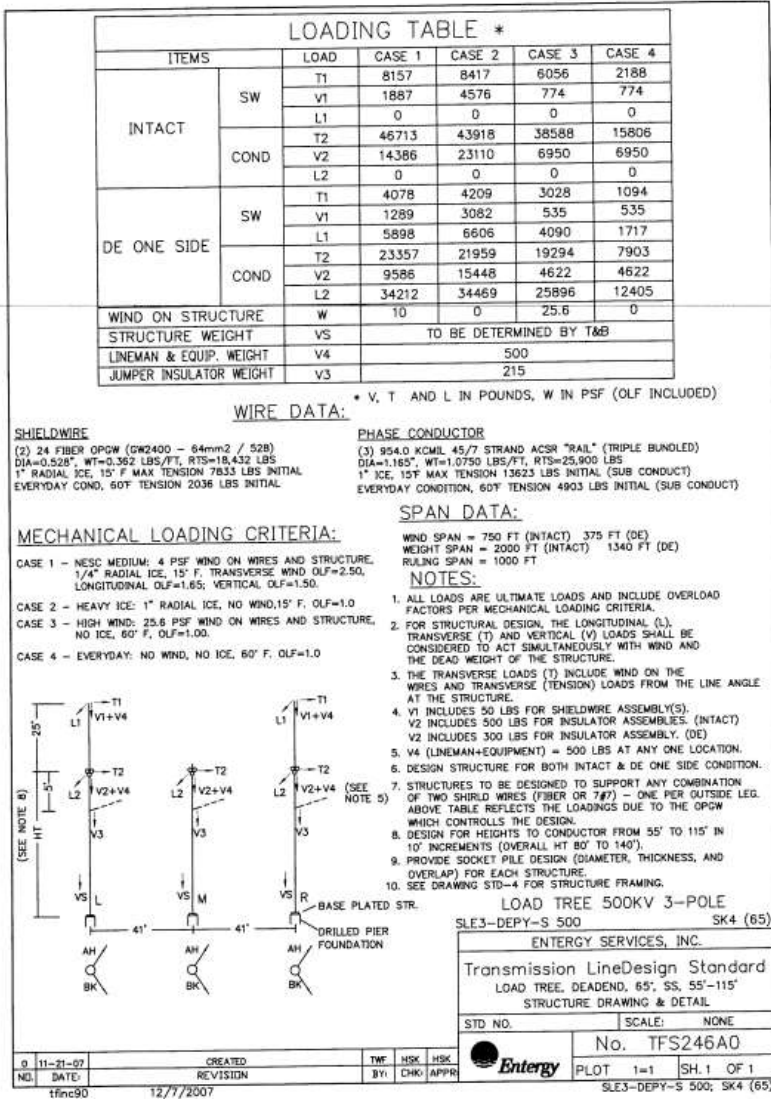 LOADING TABLE *
ITEMS LOAD CASE 1 CASE 2 CASE 3 CASE 4
INTACT
SW
T1 8157 8417 6056 2188
V1 1887 4576 774 774
L1 0 0 0 0
COND
T2 46713 43918 38588 15806
V2 14386 23110 6950 6950
L2 0 0 0 0
DE ONE SIDE
SW
T1 4078 4209 3028 1094
V1 1289 3082 535 535
L1 5898 6606 4090 1717
COND
T2 23357 21959 19294 7903
V2 9586 15448 4622 4622
L2 34212 34469 25896 12405
WIND ON STRUCTURE W 10 0 25.6 0
STRUCTURE WEIGHT VS TO BE DETERMINED BY T&B
LINEMAN & EQUIP. WEIGHT V4 500
JUMPER INSULATOR WEIGHT V3 215
* V, T AND L IN POUNDS, W IN PSF (OLF INCLUDED)
WIRE DATA:
SHIELDWIRE
(2) 24 FIBER OPGW (GW2400 - 64mm2 / 528)
DIA=0.528", WT=0.362 LBS/FT, RTS=18,432 LBS
1" RADIAL ICE, 15° F MAX TENSION 7833 LBS INITIAL
EVERYDAY COND, 60°F TENSION 2036 LBS INITIAL
PHASE CONDUCTOR
(3) 954.0 KCMIL 45/7 STRAND ACSR "RAIL" (TRIPLE BUNDLED)
DIA=1.165", WT=1.0750 LBS/FT, RTS=25,900 LBS
1" ICE, 15°F MAX TENSION 13623 LBS INITIAL (SUB CONDUCT)
EVERYDAY CONDITION, 60°F TENSION 4903 LBS INITIAL (SUB CONDUCT)
MECHANICAL LOADING CRITERIA:
CASE 1 - NESC MEDIUM: 4 PSF WIND ON WIRES AND STRUCTURE,
1/4" RADIAL ICE, 15° F. TRANSVERSE WIND OLF=2.50,
LONGITUDINAL OLF=1.65; VERTICAL OLF=1.50.
CASE 2 - HEAVY ICE: 1" RADIAL ICE, NO WIND,15° F, OLF=1.0
CASE 3 - HIGH WIND: 25.6 PSF WIND ON WIRES AND STRUCTURE,
NO ICE, 60° F, OLF=1.00.
CASE 4 - EVERYDAY: NO WIND, NO ICE, 60° F. OLF=1.0
SPAN DATA:
WIND SPAN = 750 FT (INTACT) 375 FT (DE)
WEIGHT SPAN = 2000 FT (INTACT) 1340 FT (DE)
RULING SPAN = 1000 FT
NOTES:
1. ALL LOADS ARE ULTIMATE LOADS AND INCLUDE OVERLOAD
FACTORS PER MECHANICAL LOADING CRITERIA.
2. FOR STRUCTURAL DESIGN, THE LONGITUDINAL (L),
TRANSVERSE (T) AND VERTICAL (V) LOADS SHALL BE
CONSIDERED TO ACT SIMULTANEOUSLY WITH WIND AND
THE DEAD WEIGHT OF THE STRUCTURE.
3. THE TRANSVERSE LOADS (T) INCLUDE WIND ON THE
WIRES AND TRANSVERSE (TENSION) LOADS FROM THE LINE ANGLE
AT THE STRUCTURE.
4. V1 INCLUDES 50 LBS FOR SHIELDWIRE ASSEMBLY(S).
V2 INCLUDES 500 LBS FOR INSULATOR ASSEMBLIES. (INTACT)
V2 INCLUDES 300 LBS FOR INSULATOR ASSEMBLY. (DE)
5. V4 (LINEMAN+EQUIPMENT) = 500 LBS AT ANY ONE LOCATION.
6. DESIGN STRUCTURE FOR BOTH INTACT & DE ONE SIDE CONDITION.
7. STRUCTURES TO BE DESIGNED TO SUPPORT ANY COMBINATION
OF TWO SHIRLD WIRES (FIBER OR 7#7) - ONE PER OUTSIDE LEG.
ABOVE TABLE REFLECTS THE LOADINGS DUE TO THE OPGW
WHICH CONTROLLS THE DESIGN.
8. DESIGN FOR HEIGHTS TO CONDUCTOR FROM 55' TO 115' IN
10' INCREMENTS (OVERALL HT 80' TO 140').
9. PROVIDE SOCKET PILE DESIGN (DIAMETER, THICKNESS, AND
OVERLAP) FOR EACH STRUCTURE.
10. SEE DRAWING STD-4 FOR STRUCTURE FRAMING.
T1 T1
L1 V1+V4 L1 V1+V4
25'
T2 T2 T2
L2 V2+V4 L2 V2+V4 L2 V2+V4 (SEE
NOTE 5)
5'
V3 V3 V3
(SEE NOTE 8)
HT
VS L VS M VS R
BASE PLATED STR.
41' 41'
DRILLED PIER
FOUNDATION
AH AH AH
BK BK BK
LOAD TREE 500KV 3-POLE
SLE3-DEPY-S 500 SK4 (65)
ENTERGY SERVICES, INC.
Transmission LineDesign Standard
LOAD TREE, DEADEND, 65°, SS, 55'-115'
STRUCTURE DRAWING & DETAIL
STD NO. SCALE: NONE
Entergy
No. TFS246A0
PLOT 1=1 SH. 1 OF 1
0 11-21-07 CREATED TWF HSK HSK
NO. DATE: REVISION BY: CHK: APPR:
tfinc90 12/7/2007
SLE3-DEPY-S 500; SK4 (65)